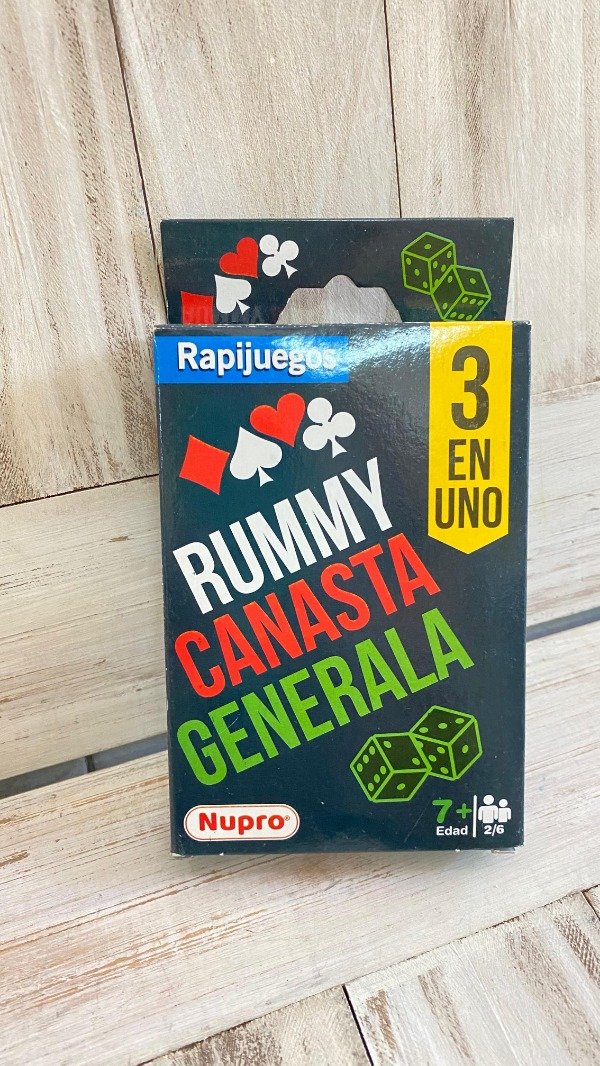 Rapijuegos
3
EN
UNO
RUMMY
CANASTA
GENERALA
Nupro®
7+
Edad
2/6